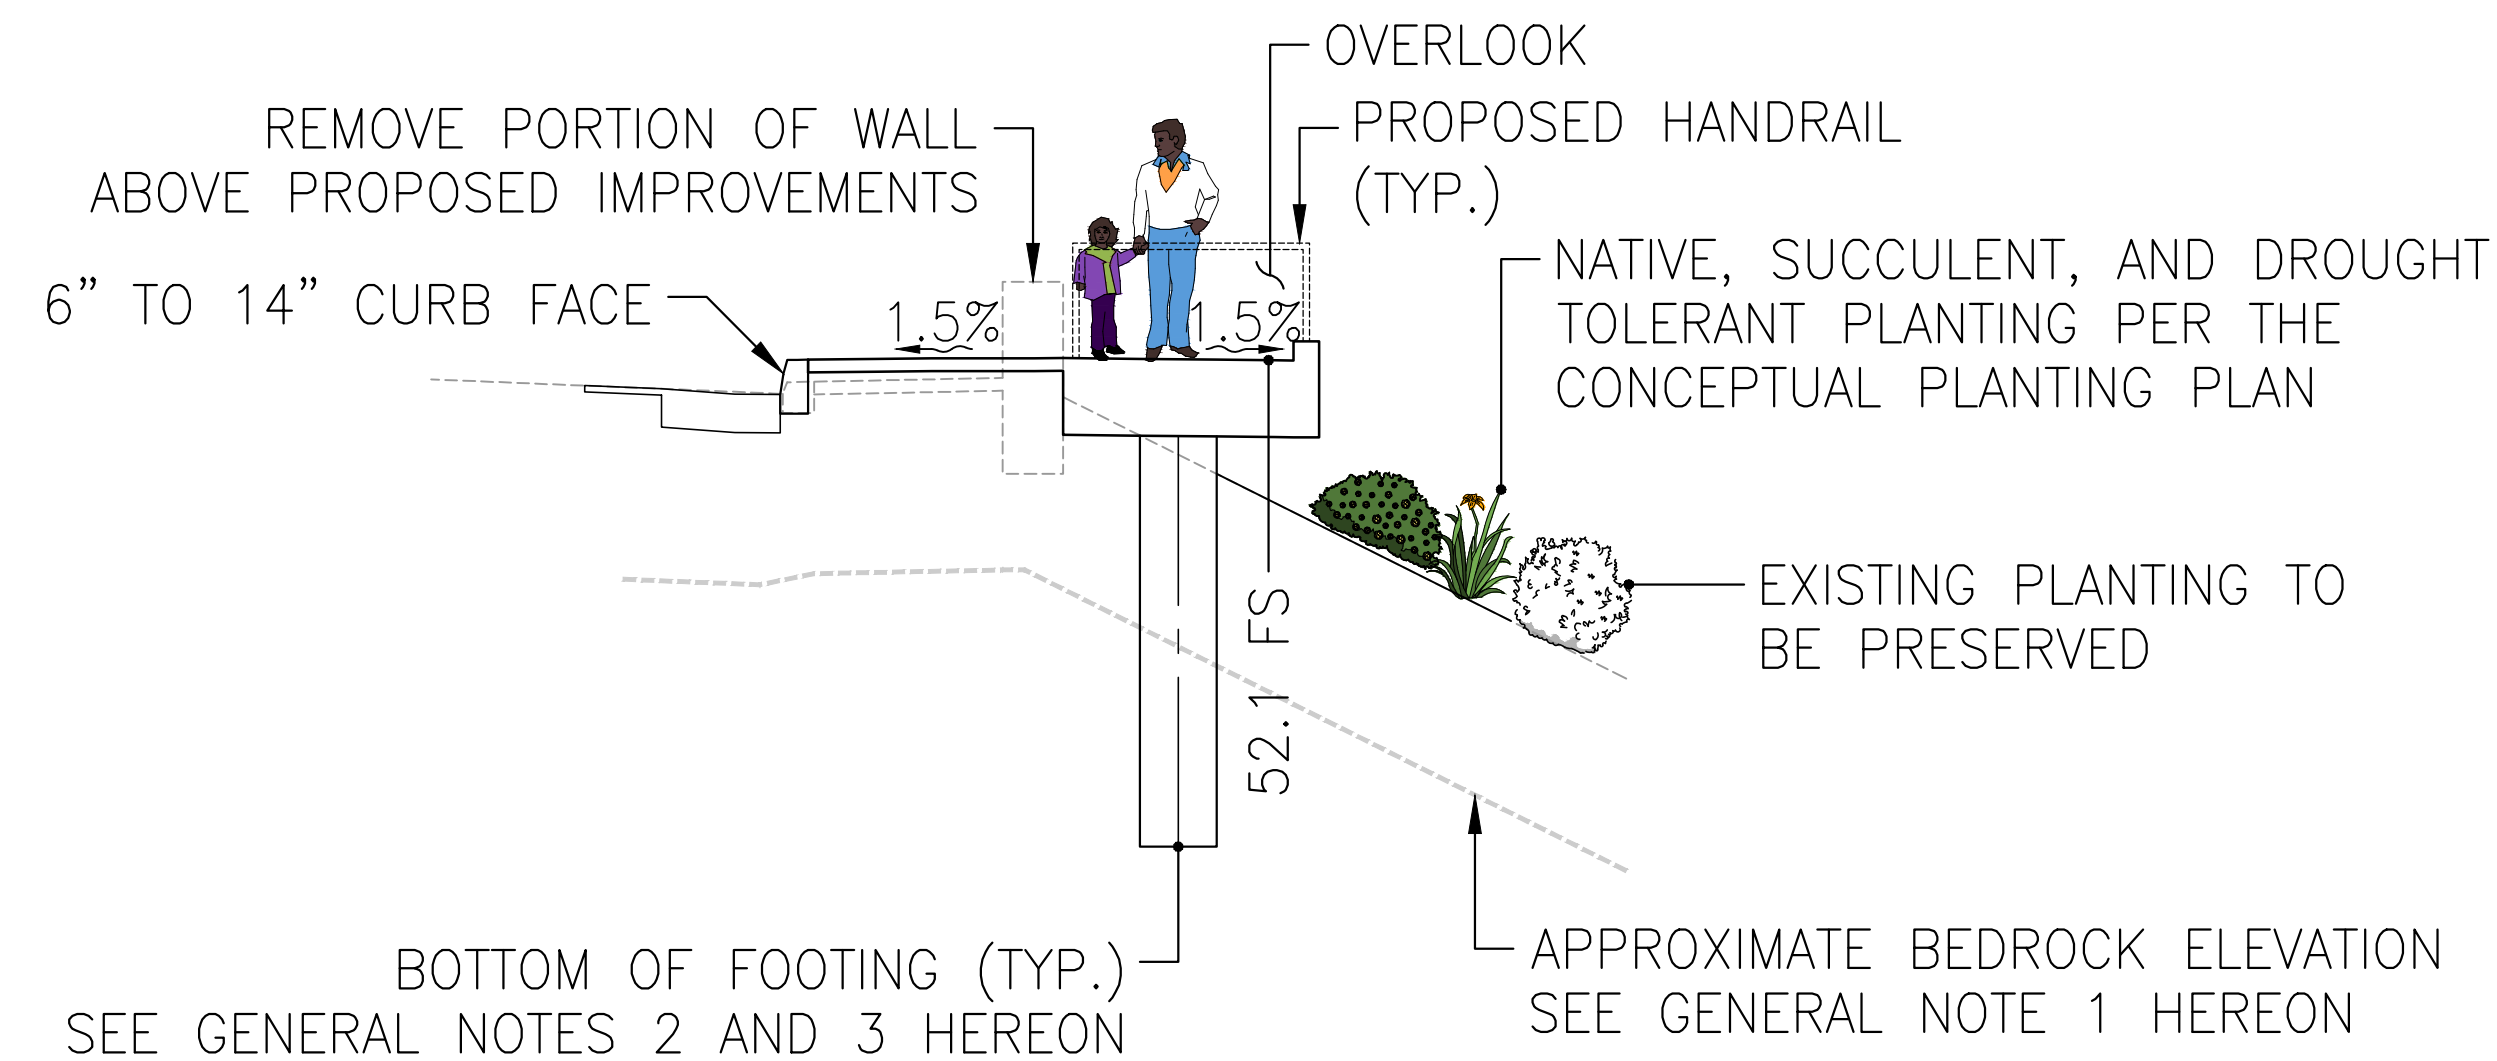 OVERLOOK
REMOVE PORTION OF WALL
ABOVE PROPOSED IMPROVEMENTS
PROPOSED HANDRAIL
(TYP.)
6” TO 14” CURB FACE
1.5%
1.5%
NATIVE, SUCCULENT, AND DROUGHT
TOLERANT PLANTING PER THE
CONCEPTUAL PLANTING PLAN
52.1 FS
EXISTING PLANTING TO
BE PRESERVED
BOTTOM OF FOOTING (TYP.)
SEE GENERAL NOTES 2 AND 3 HEREON
APPROXIMATE BEDROCK ELEVATION
SEE GENERAL NOTE 1 HEREON